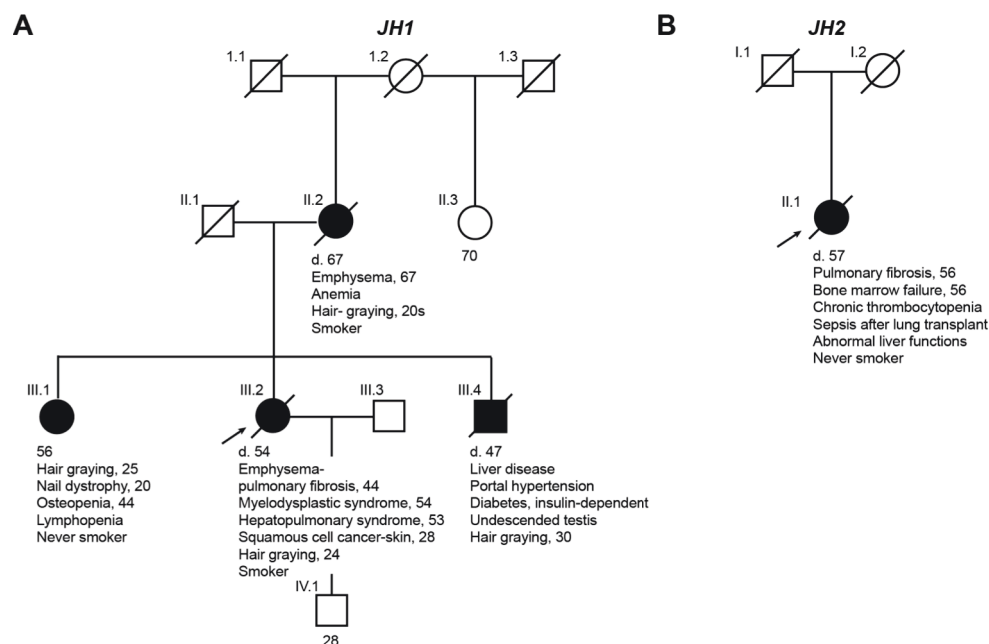 A
JH1
1.1
1.2
1.3
II.1
II.2
d. 67
Emphysema, 67
Anemia
Hair- graying, 20s
Smoker
II.3
70
III.1
56
Hair graying, 25
Nail dystrophy, 20
Osteopenia, 44
Lymphopenia
Never smoker
III.2
d. 54
Emphysema-
pulmonary fibrosis, 44
Myelodysplastic syndrome, 54
Hepatopulmonary syndrome, 53
Squamous cell cancer-skin, 28
Hair graying, 24
Smoker
III.3
III.4
d. 47
Liver disease
Portal hypertension
Diabetes, insulin-dependent
Undescended testis
Hair graying, 30
IV.1
28
B
JH2
I.1
I.2
II.1
d. 57
Pulmonary fibrosis, 56
Bone marrow failure, 56
Chronic thrombocytopenia
Sepsis after lung transplant
Abnormal liver functions
Never smoker